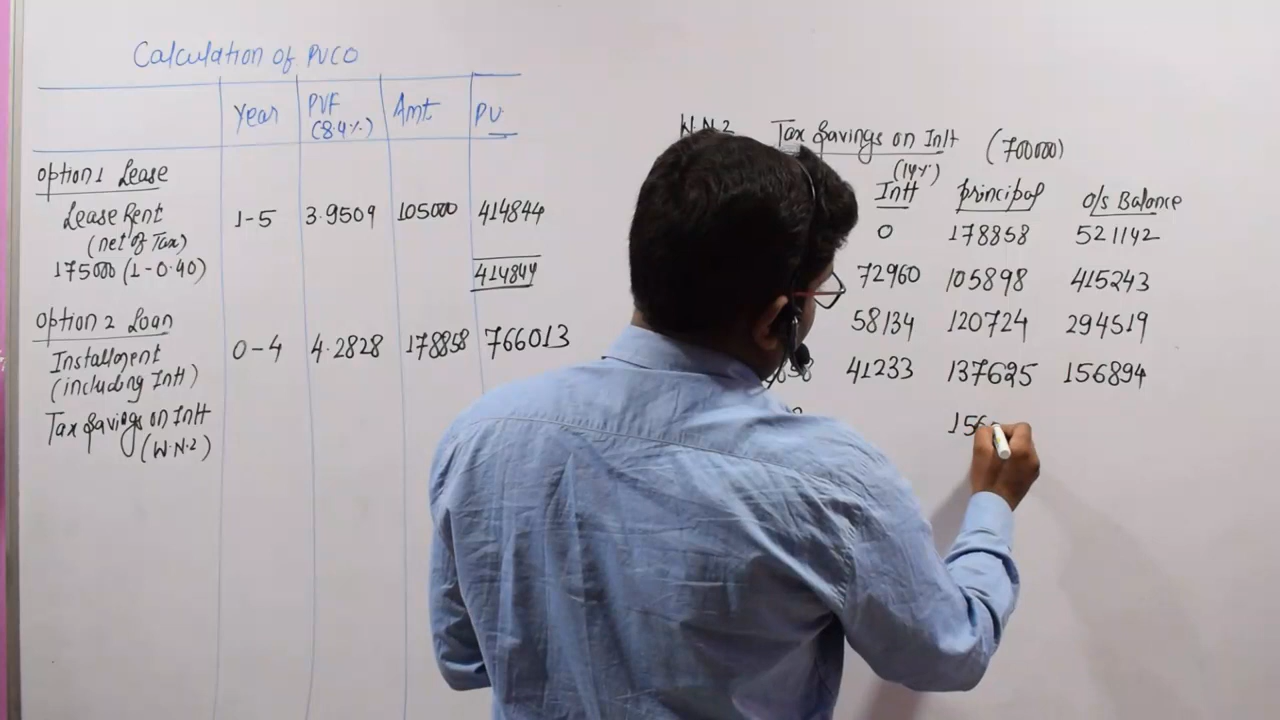 Calculation of PVCO
Year PVF (8.4%) Amt PV
Option 1 Lease
Lease Rent 1-5 3.9509 105000 414844
(net of Tax)
175000 (1-0.40) 414844
Option 2 Loan
Installment 0-4 4.2828 178858 766013
(including Intt)
Tax Savings on Intt
(W.N.2)
W.N.2 Tax Savings on Intt (700000)
(14%)
Intt principal o/s Balance
0 178858 521142
72960 105898 415243
58134 120724 294519
41233 137625 156894
156